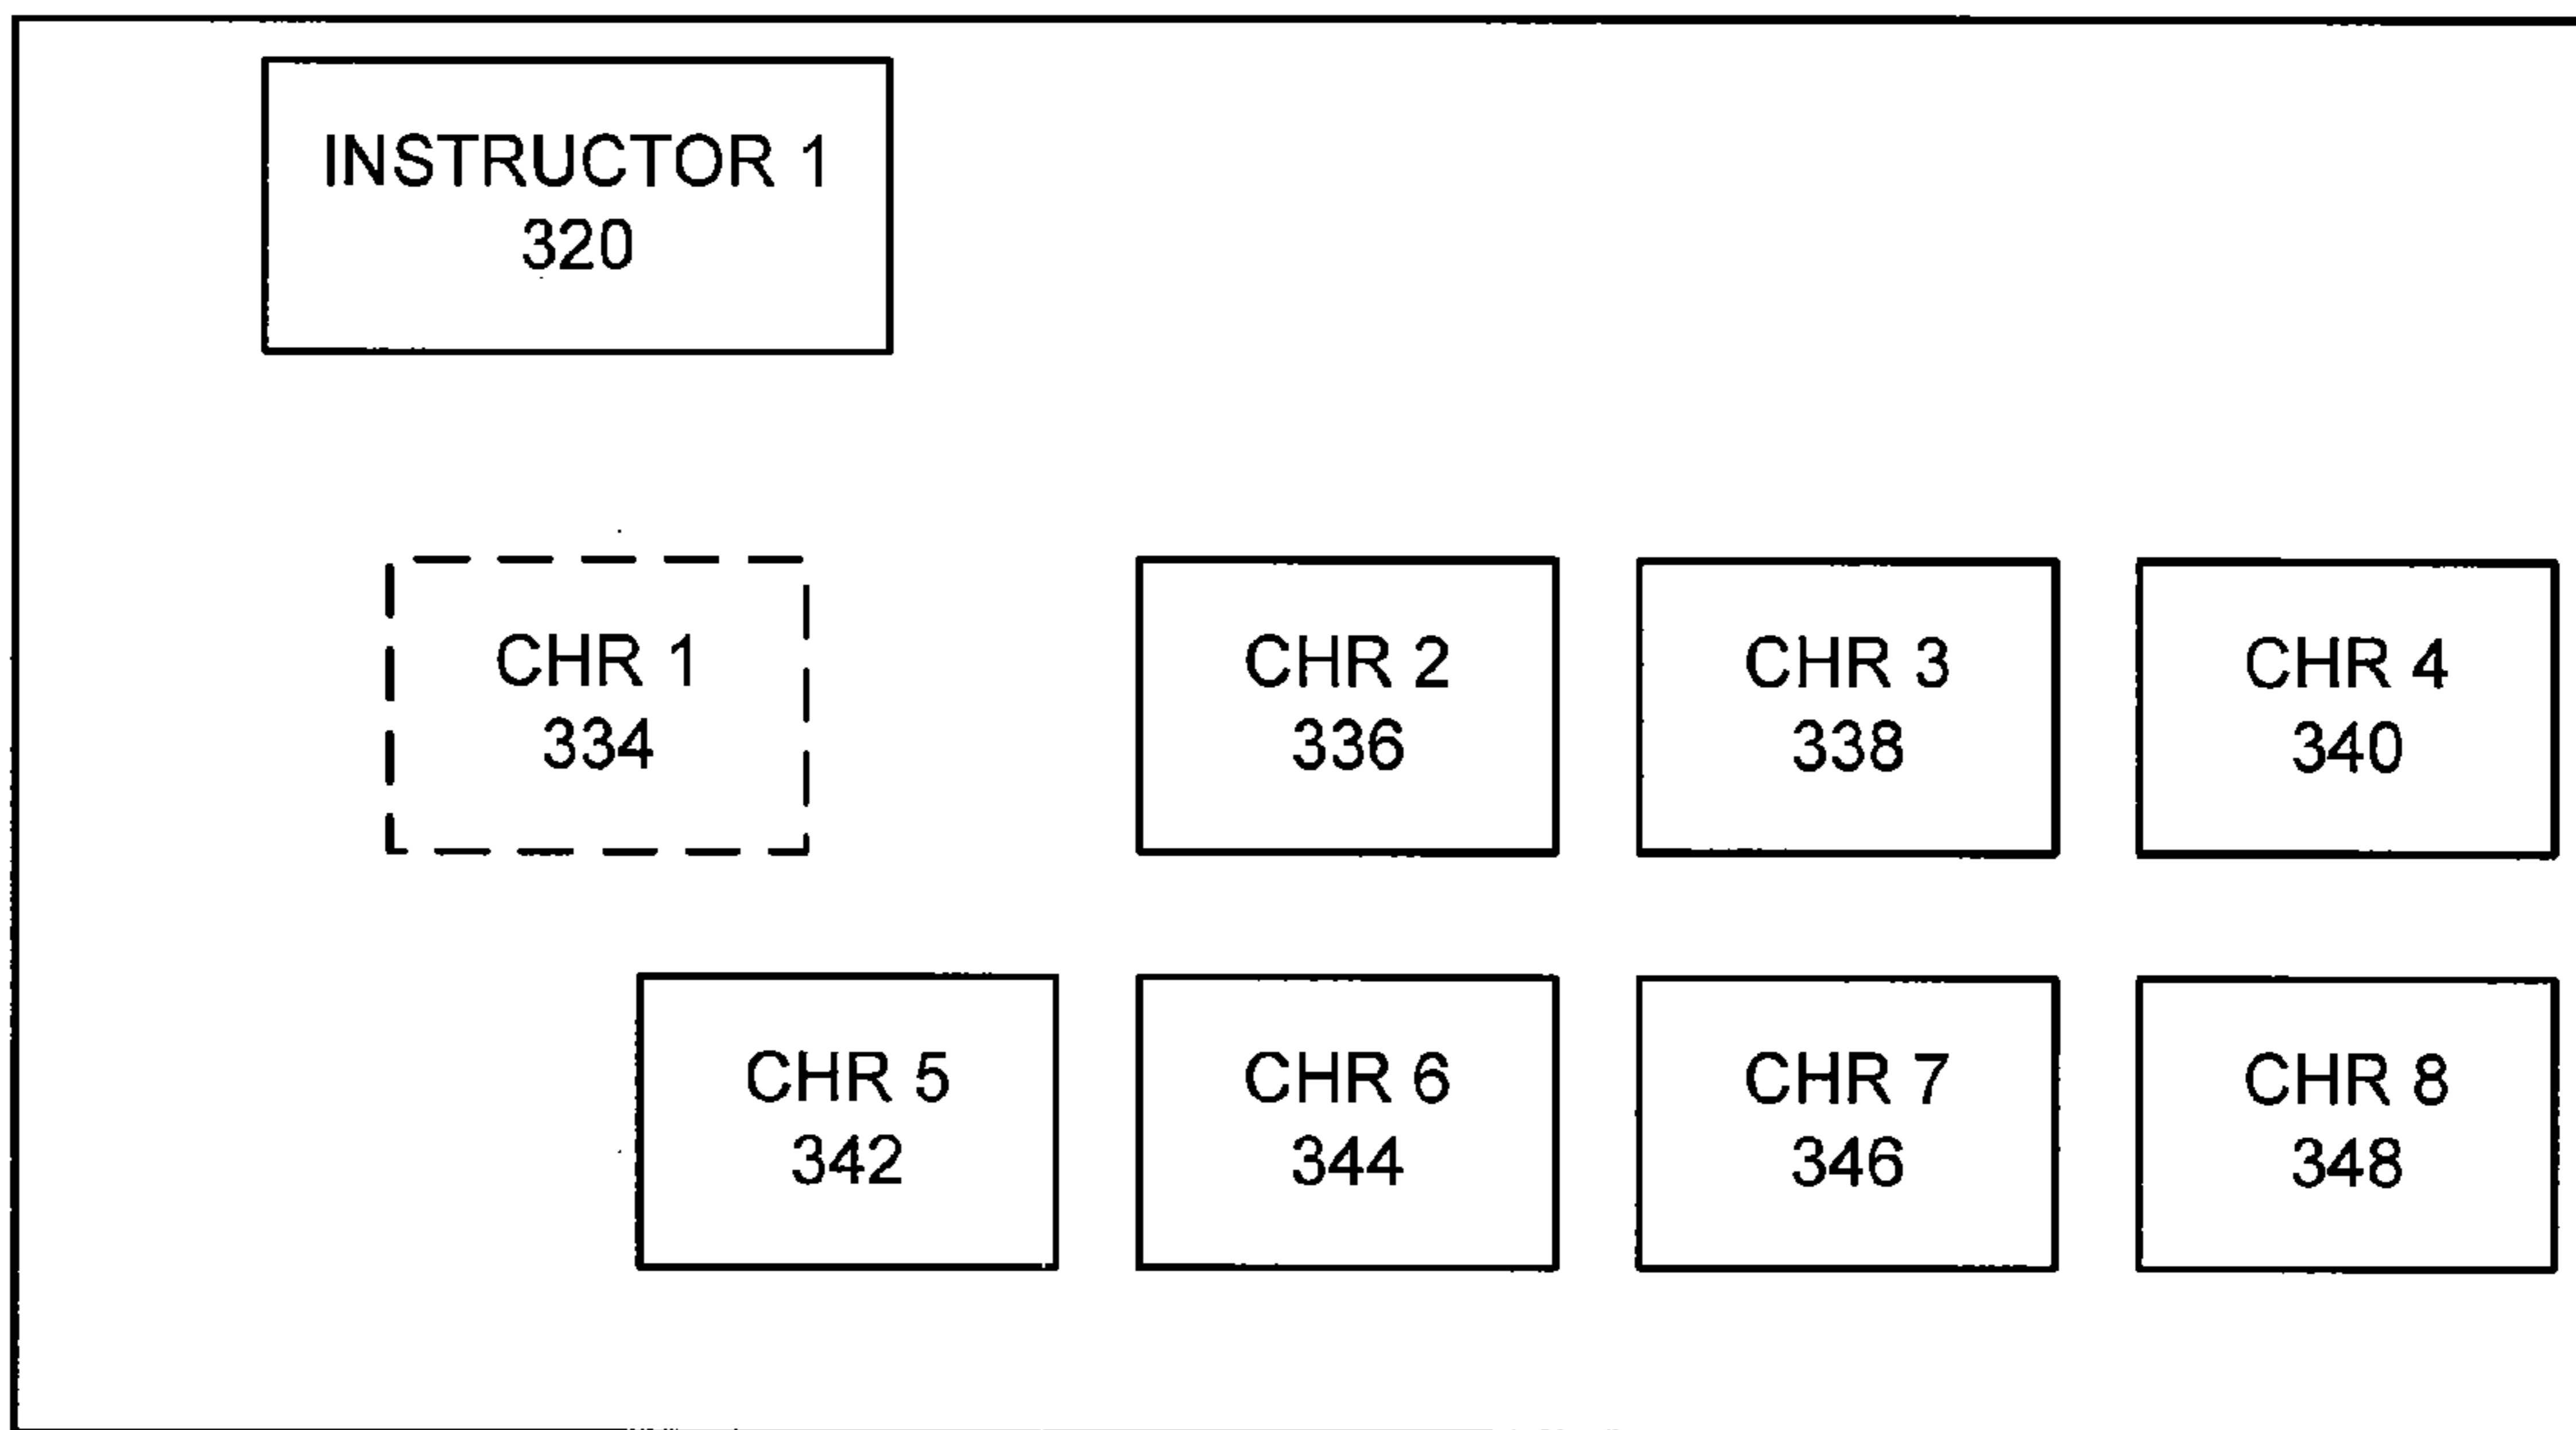 INSTRUCTOR 1
320
CHR 1
334
CHR 2
336
CHR 3
338
CHR 4
340
CHR 5
342
CHR 6
344
CHR 7
346
CHR 8
348